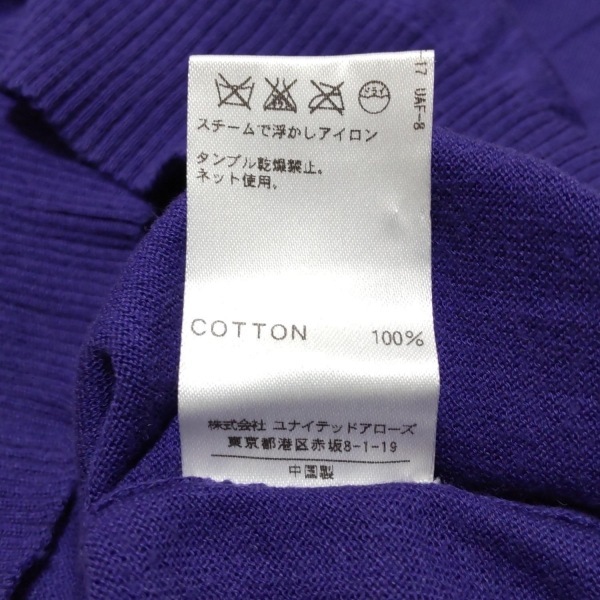 -17 UAF-8
ドライ
スチームで浮かしアイロン
タンブル乾燥禁止。
ネット使用。
COTTON 100%
株式会社 ユナイテッドアローズ
東京都港区赤坂8-1-19
中国製